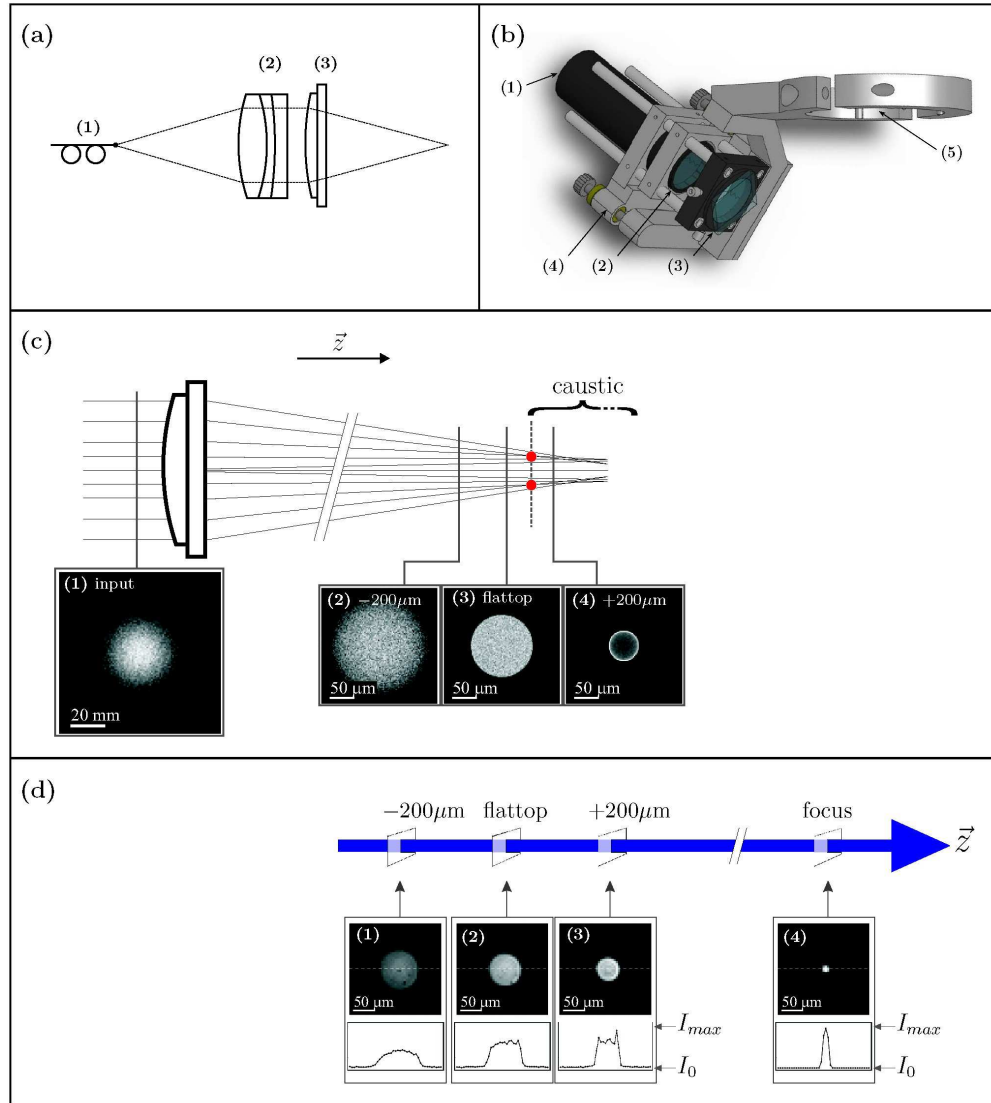 (a)
(1)
(2)
(3)
(b)
(1)
(5)
(4)
(2)
(3)
(c)
z⃗
caustic
(1) input
20 mm
(2) −200μm
50 μm
(3) flattop
50 μm
(4) +200μm
50 μm
(d)
−200μm
flattop
+200μm
focus
z⃗
(1)
50 μm
(2)
50 μm
(3)
50 μm
(4)
50 μm
I_max
I_0
I_max
I_0